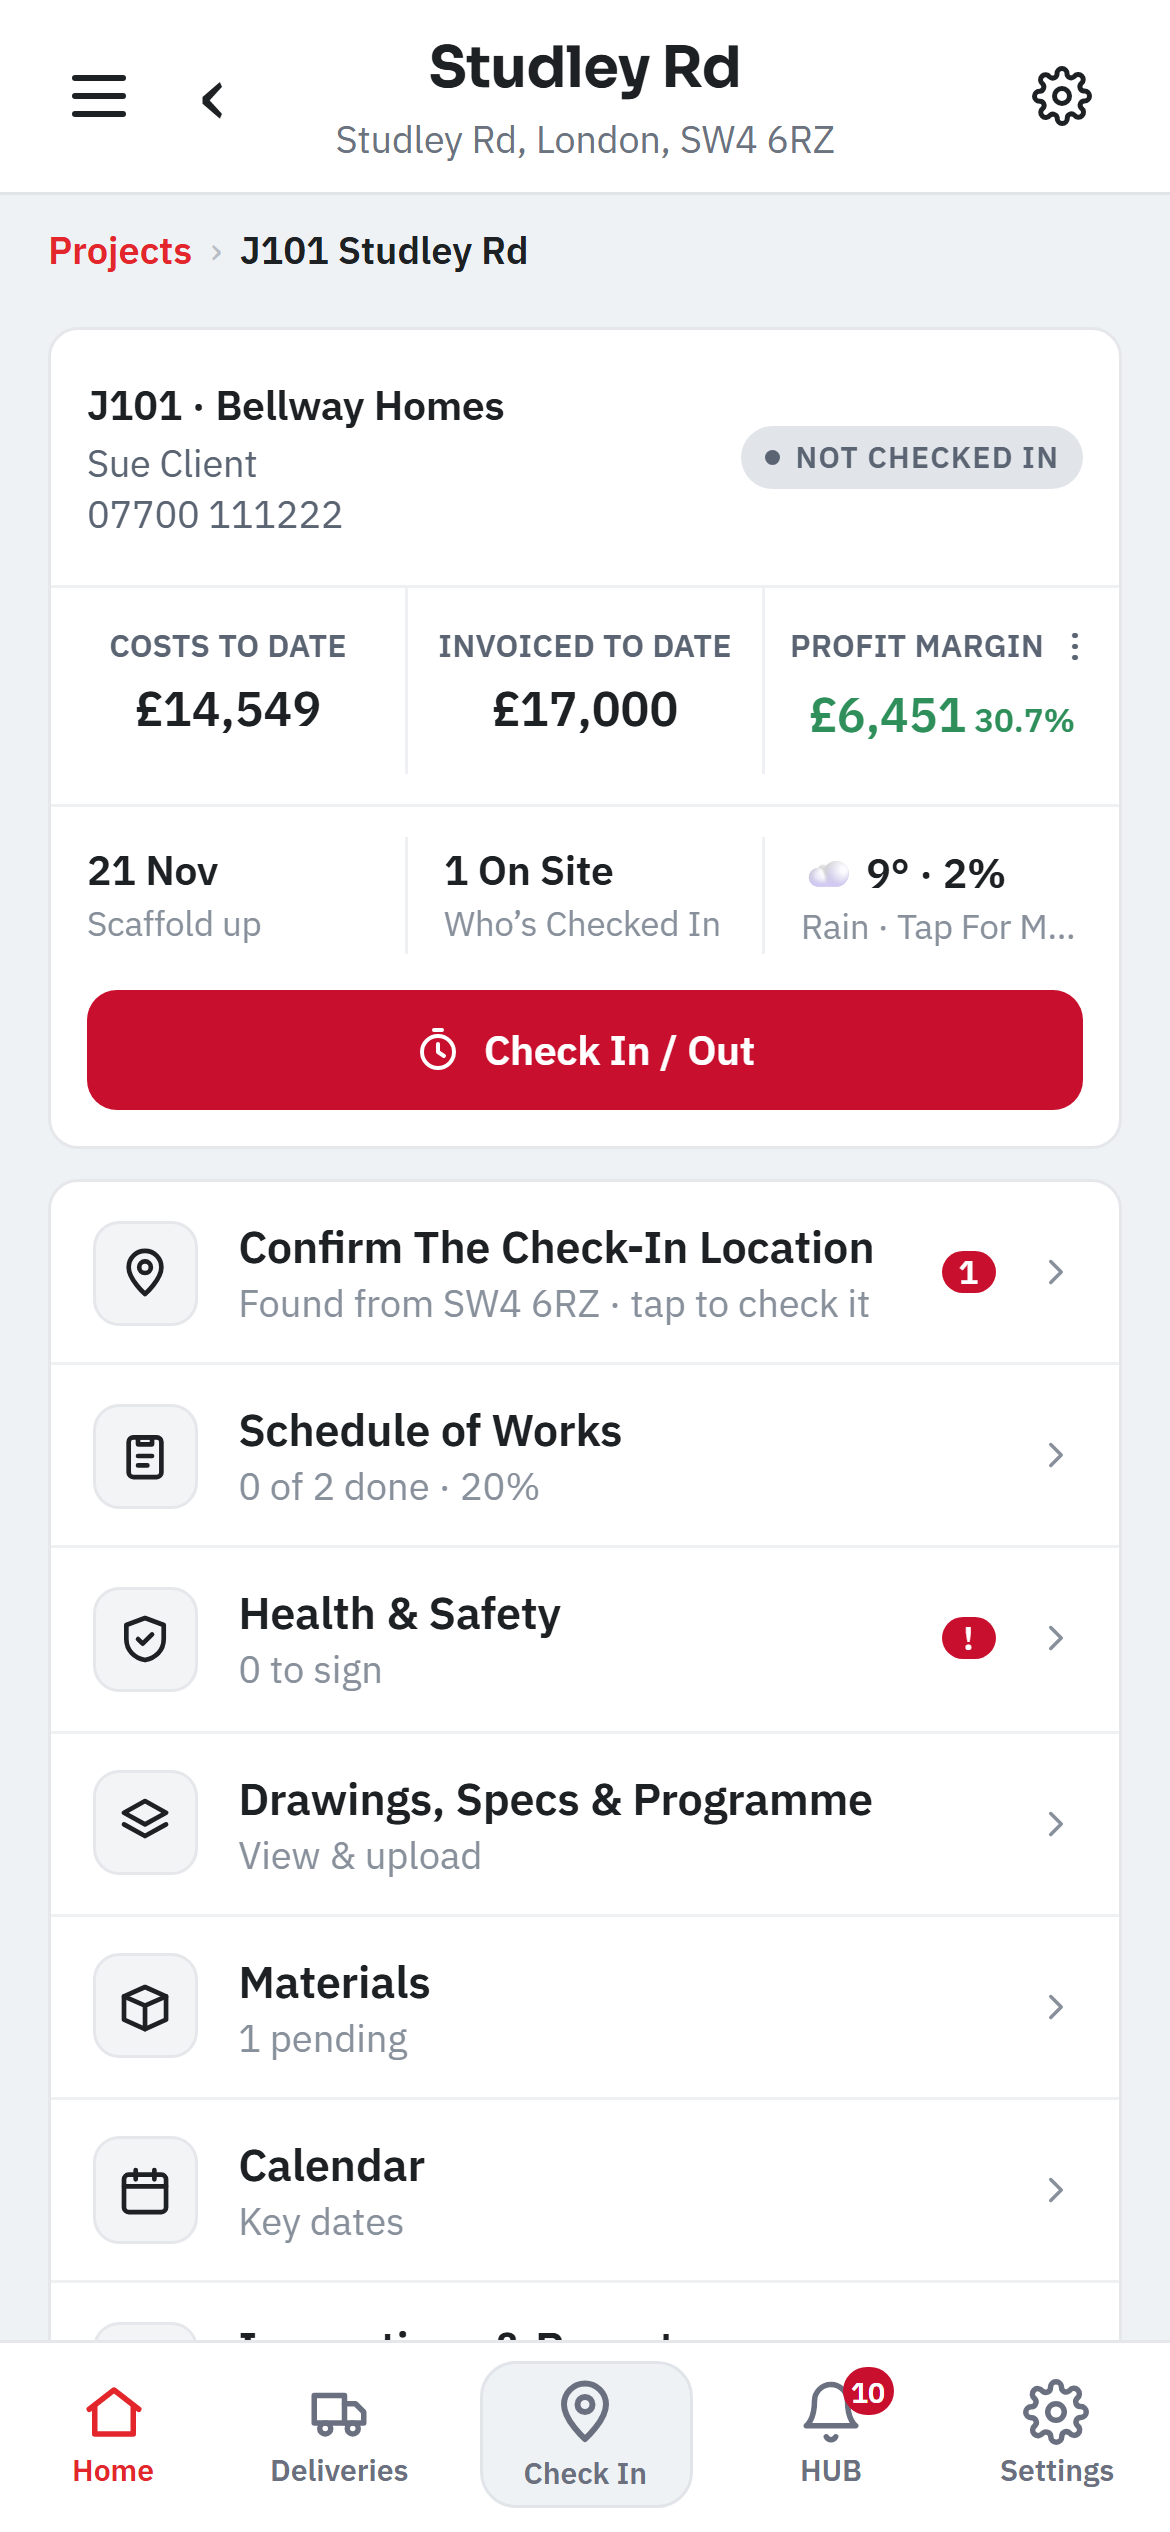 Studley Rd
Studley Rd, London, SW4 6RZ
Projects › J101 Studley Rd
J101 · Bellway Homes
Sue Client
07700 111222
NOT CHECKED IN
COSTS TO DATE
£14,549
INVOICED TO DATE
£17,000
PROFIT MARGIN
£6,451 30.7%
21 Nov
Scaffold up
1 On Site
Who’s Checked In
9° · 2%
Rain · Tap For M...
Check In / Out
Confirm The Check-In Location
Found from SW4 6RZ · tap to check it
1
Schedule of Works
0 of 2 done · 20%
Health & Safety
0 to sign
!
Drawings, Specs & Programme
View & upload
Materials
1 pending
Calendar
Key dates
Home
Deliveries
Check In
10
HUB
Settings